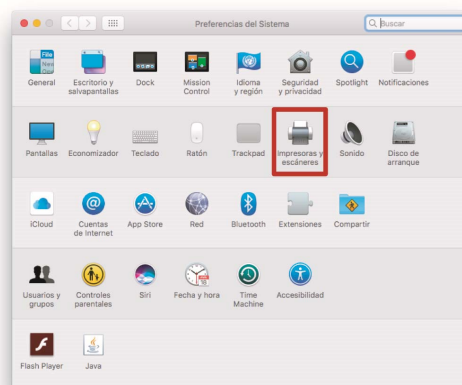 Preferencias del Sistema
Buscar
General
Escritorio y
salvapantallas
Dock
Mission
Control
Idioma
y región
Seguridad
y privacidad
Spotlight
Notificaciones
Pantallas
Economizador
Teclado
Ratón
Trackpad
Impresoras y
escáneres
Sonido
Disco de
arranque
iCloud
Cuentas
de Internet
App Store
Red
Bluetooth
Extensiones
Compartir
Usuarios y
grupos
Controles
parentales
Siri
Fecha y hora
Time
Machine
Accesibilidad
Flash Player
Java